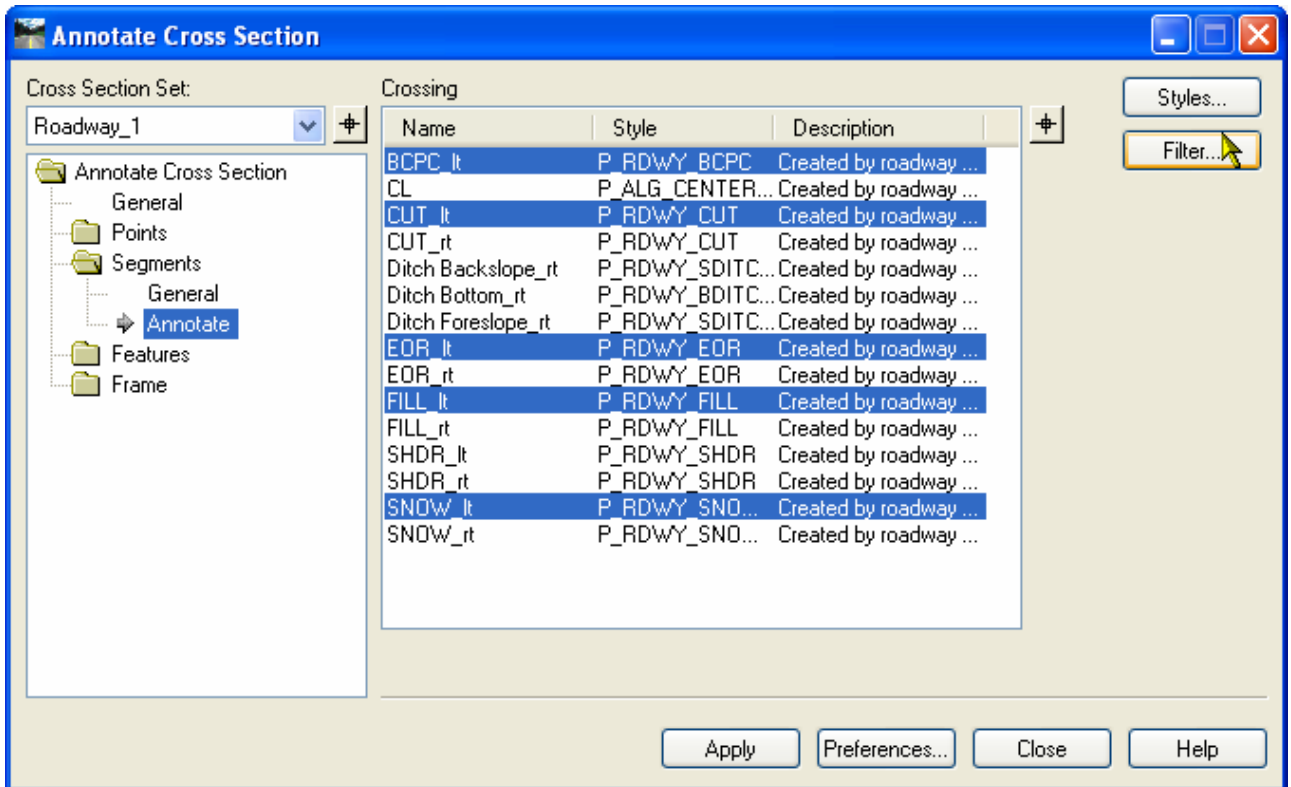 Annotate Cross Section
Cross Section Set:
Roadway_1
Annotate Cross Section
General
Points
Segments
General
Annotate
Features
Frame
Crossing
Name Style Description
BCPC_lt P_RDWY_BCPC Created by roadway ...
CL P_ALG_CENTER... Created by roadway ...
CUT_lt P_RDWY_CUT Created by roadway ...
CUT_rt P_RDWY_CUT Created by roadway ...
Ditch Backslope_rt P_RDWY_SDITC... Created by roadway ...
Ditch Bottom_rt P_RDWY_BDITC... Created by roadway ...
Ditch Foreslope_rt P_RDWY_SDITC... Created by roadway ...
EOR_lt P_RDWY_EOR Created by roadway ...
EOR_rt P_RDWY_EOR Created by roadway ...
FILL_lt P_RDWY_FILL Created by roadway ...
FILL_rt P_RDWY_FILL Created by roadway ...
SHDR_lt P_RDWY_SHDR Created by roadway ...
SHDR_rt P_RDWY_SHDR Created by roadway ...
SNOW_lt P_RDWY_SNO... Created by roadway ...
SNOW_rt P_RDWY_SNO... Created by roadway ...
Styles...
Filter...
Apply Preferences... Close Help